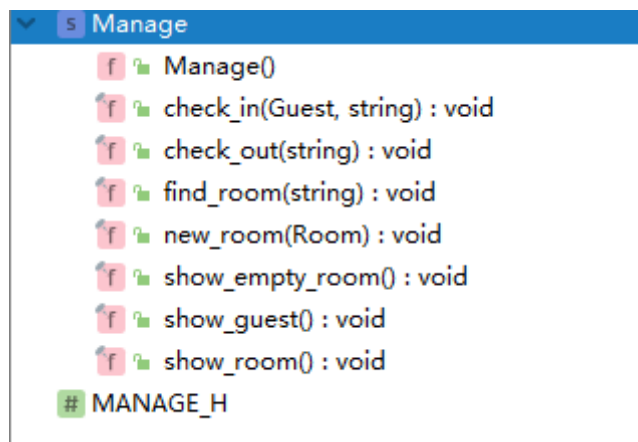 S Manage
f Manage()
f check_in(Guest, string) : void
f check_out(string) : void
f find_room(string) : void
f new_room(Room) : void
f show_empty_room() : void
f show_guest() : void
f show_room() : void
# MANAGE_H